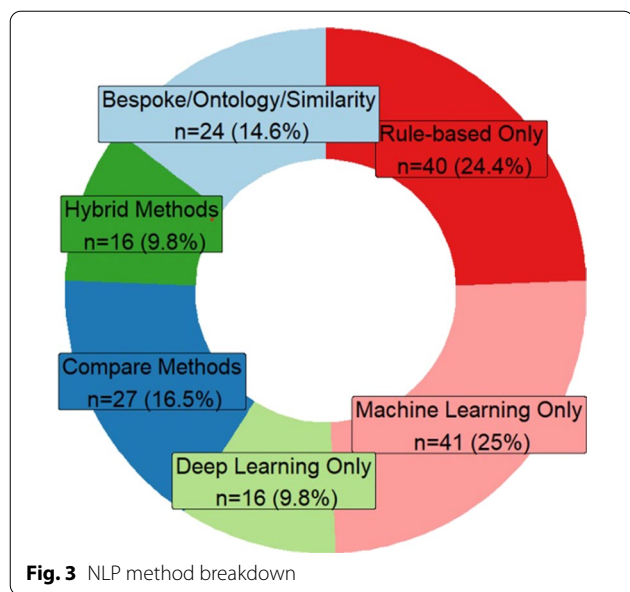 Bespoke/Ontology/Similarity
n=24 (14.6%)
Rule-based Only
n=40 (24.4%)
Hybrid Methods
n=16 (9.8%)
Compare Methods
n=27 (16.5%)
Machine Learning Only
n=41 (25%)
Deep Learning Only
n=16 (9.8%)
Fig. 3 NLP method breakdown